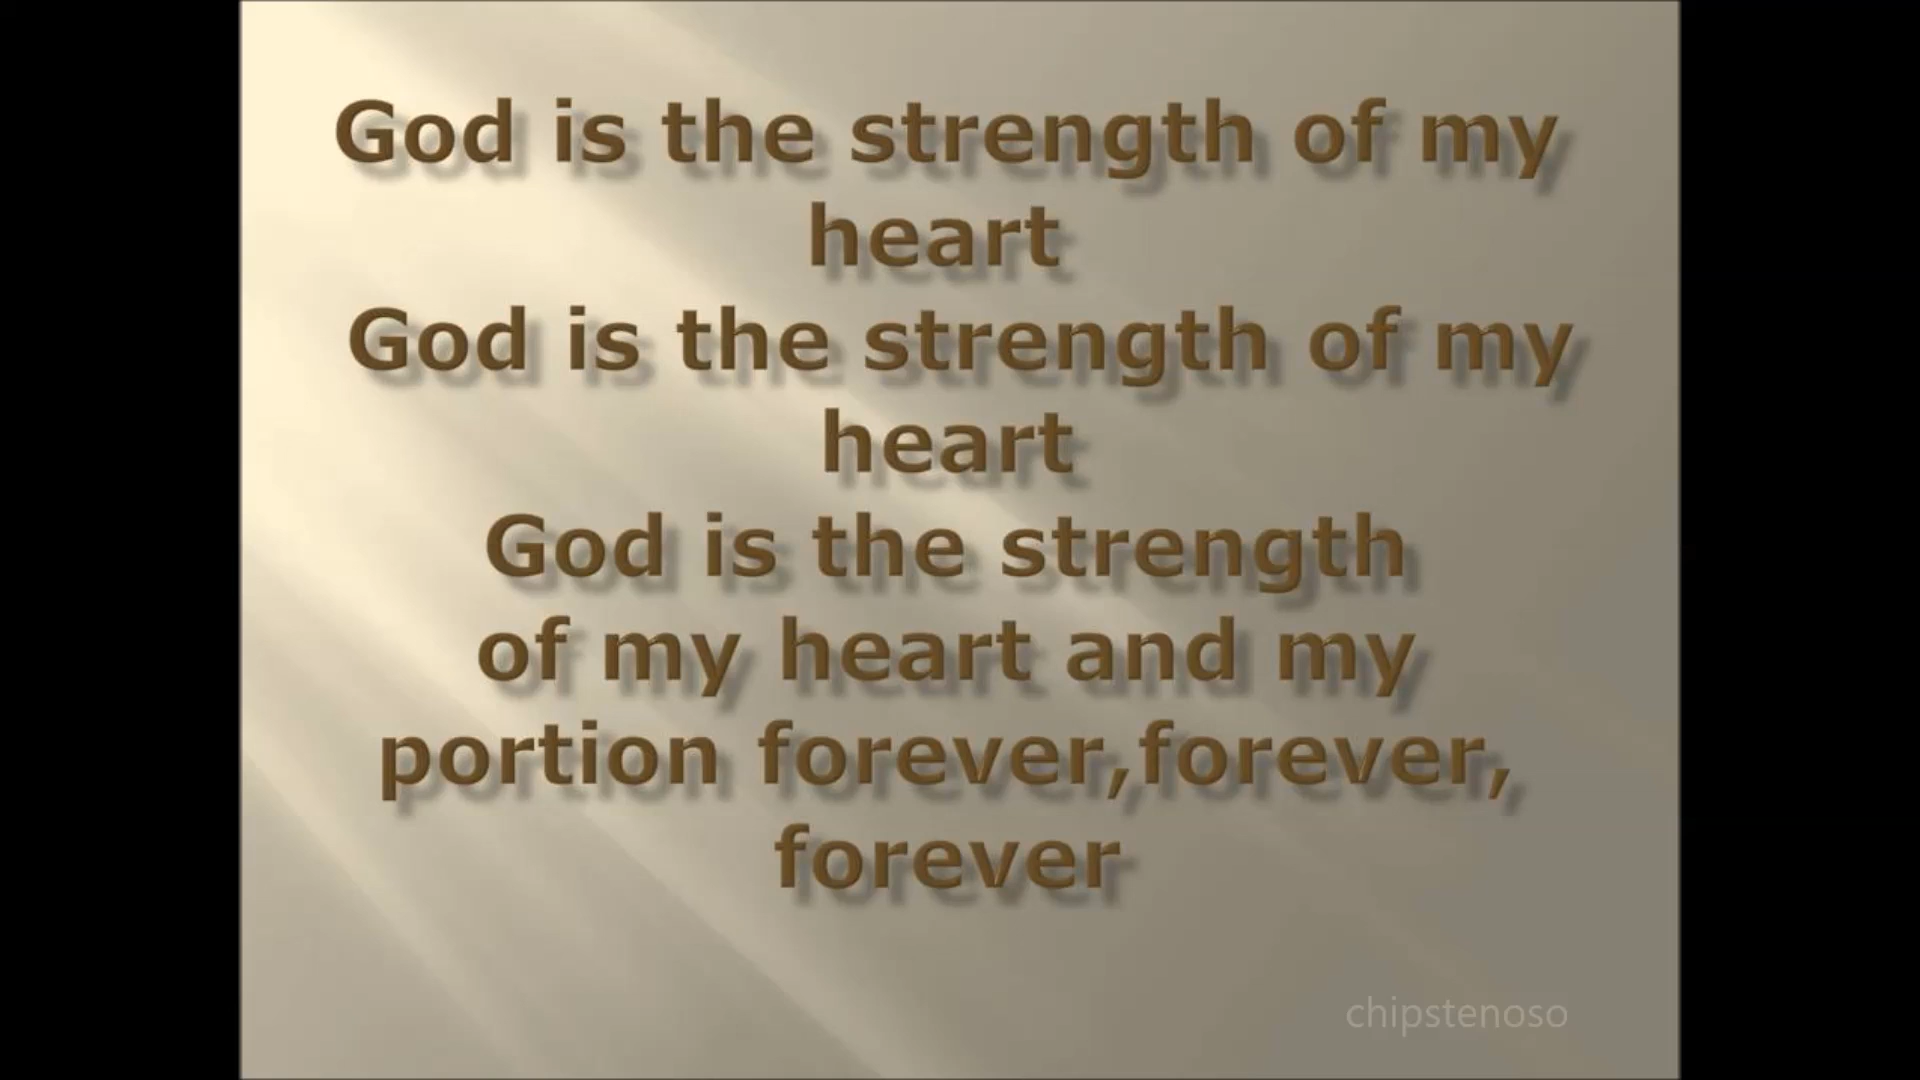 God is the strength of my
heart
God is the strength of my
heart
God is the strength
of my heart and my
portion forever,forever,
forever
chipstenoso